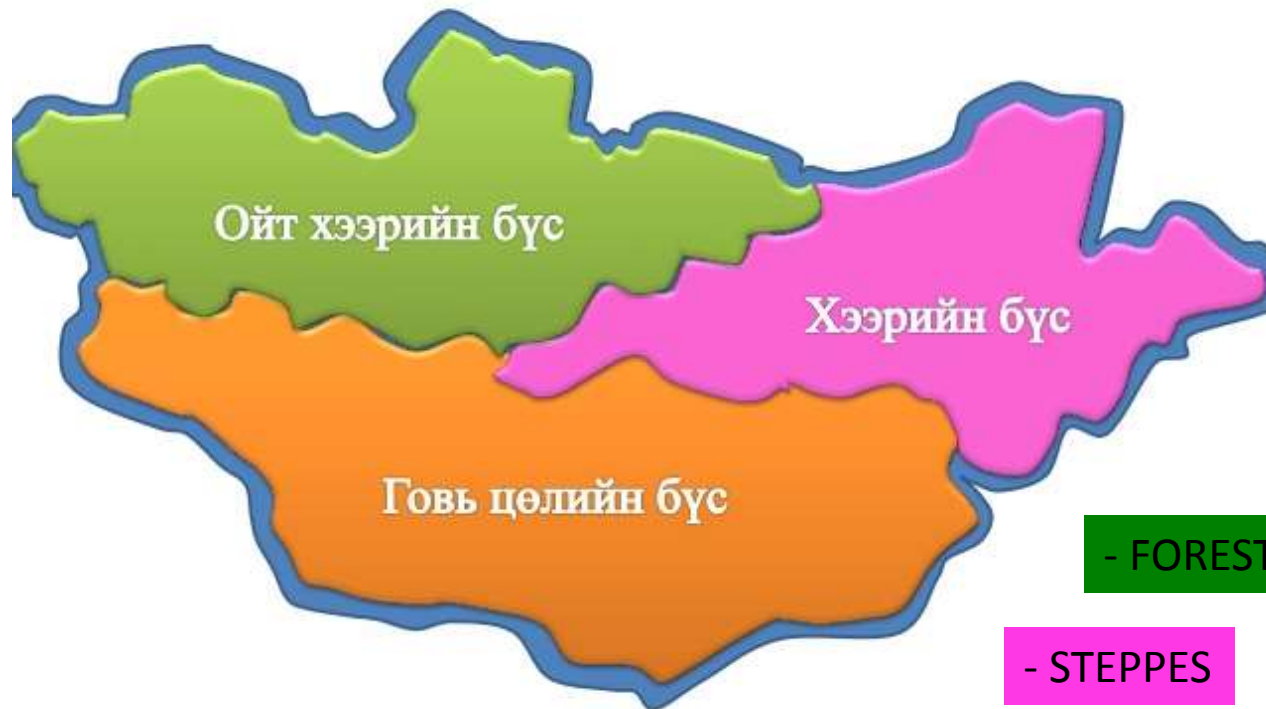 Ойт хээрийн бүс
Хээрийн бүс
Говь цөлийн бүс
- FOREST
- STEPPES